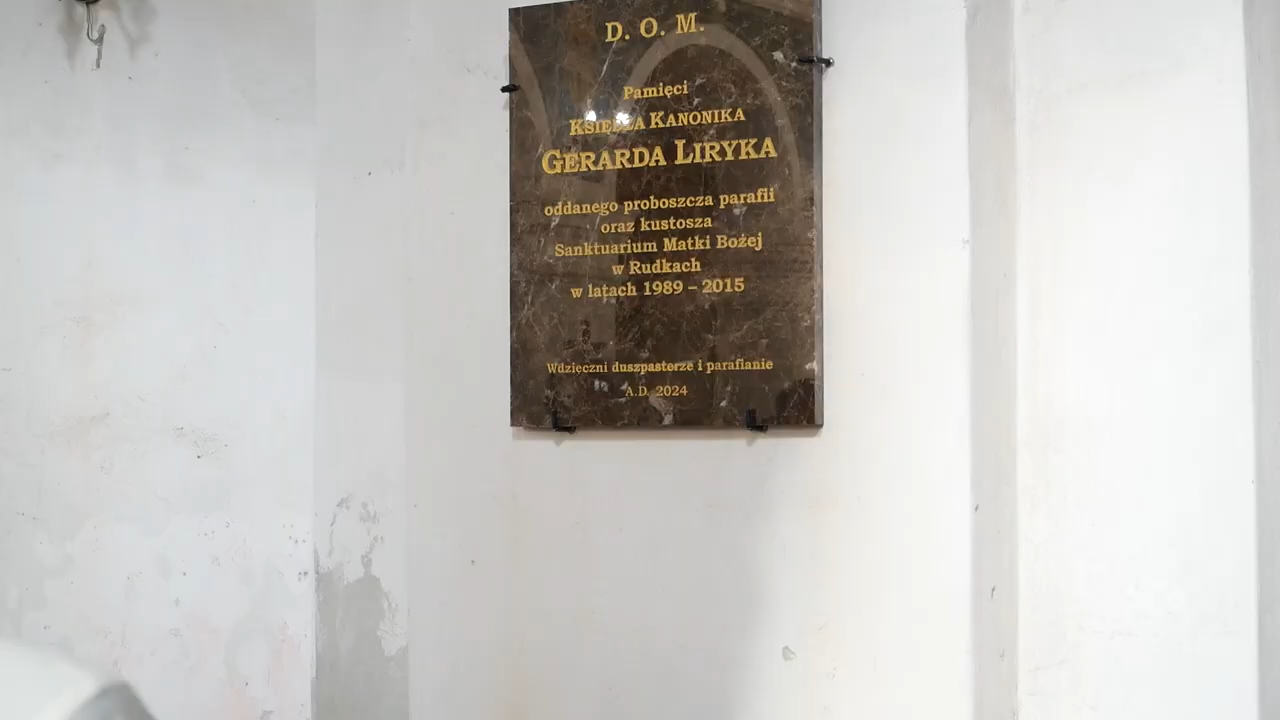 D. O. M.
Pamięci
KSIĘDZA KANONIKA
GERARDA LIRYKA
oddanego proboszcza parafii
oraz kustosza
Sanktuarium Matki Bożej
w Rudkach
w latach 1989 – 2015
Wdzięczni duszpasterze i parafianie
A.D. 2024